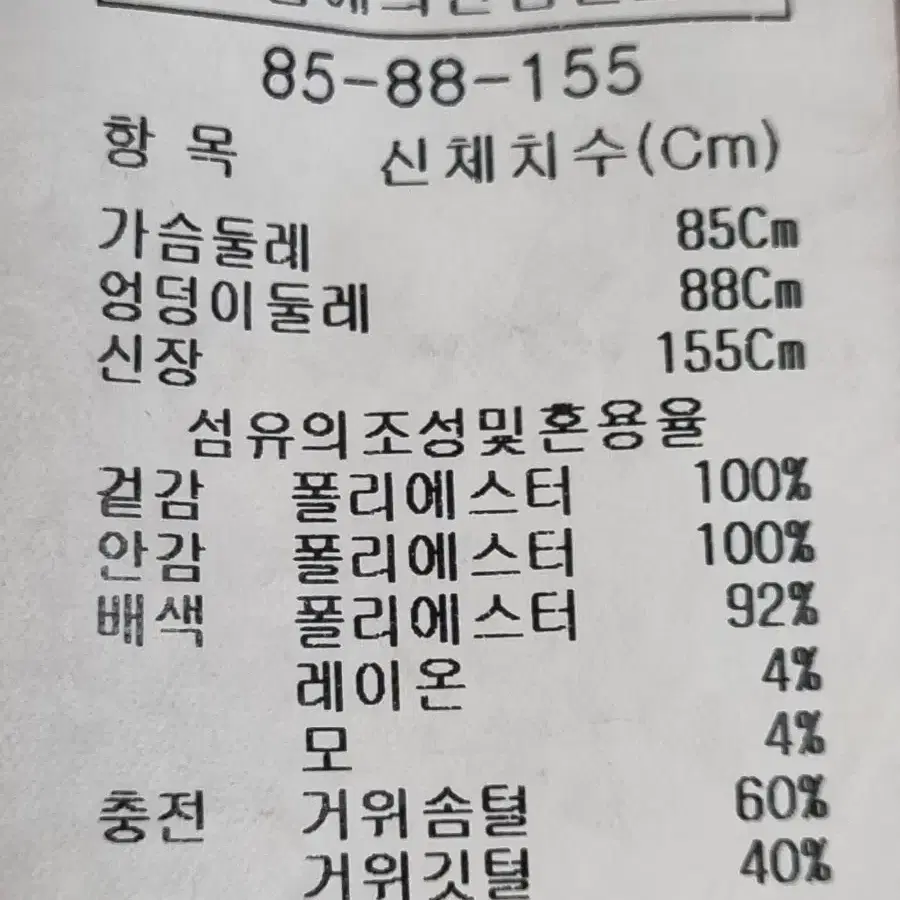 85-88-155
항 목 신체치수(Cm)
가슴둘레 85Cm
엉덩이둘레 88Cm
신장 155Cm
섬유의조성및혼용율
겉감 폴리에스터 100%
안감 폴리에스터 100%
배색 폴리에스터 92%
레이온 4%
모 4%
충전 거위솜털 60%
거위깃털 40%